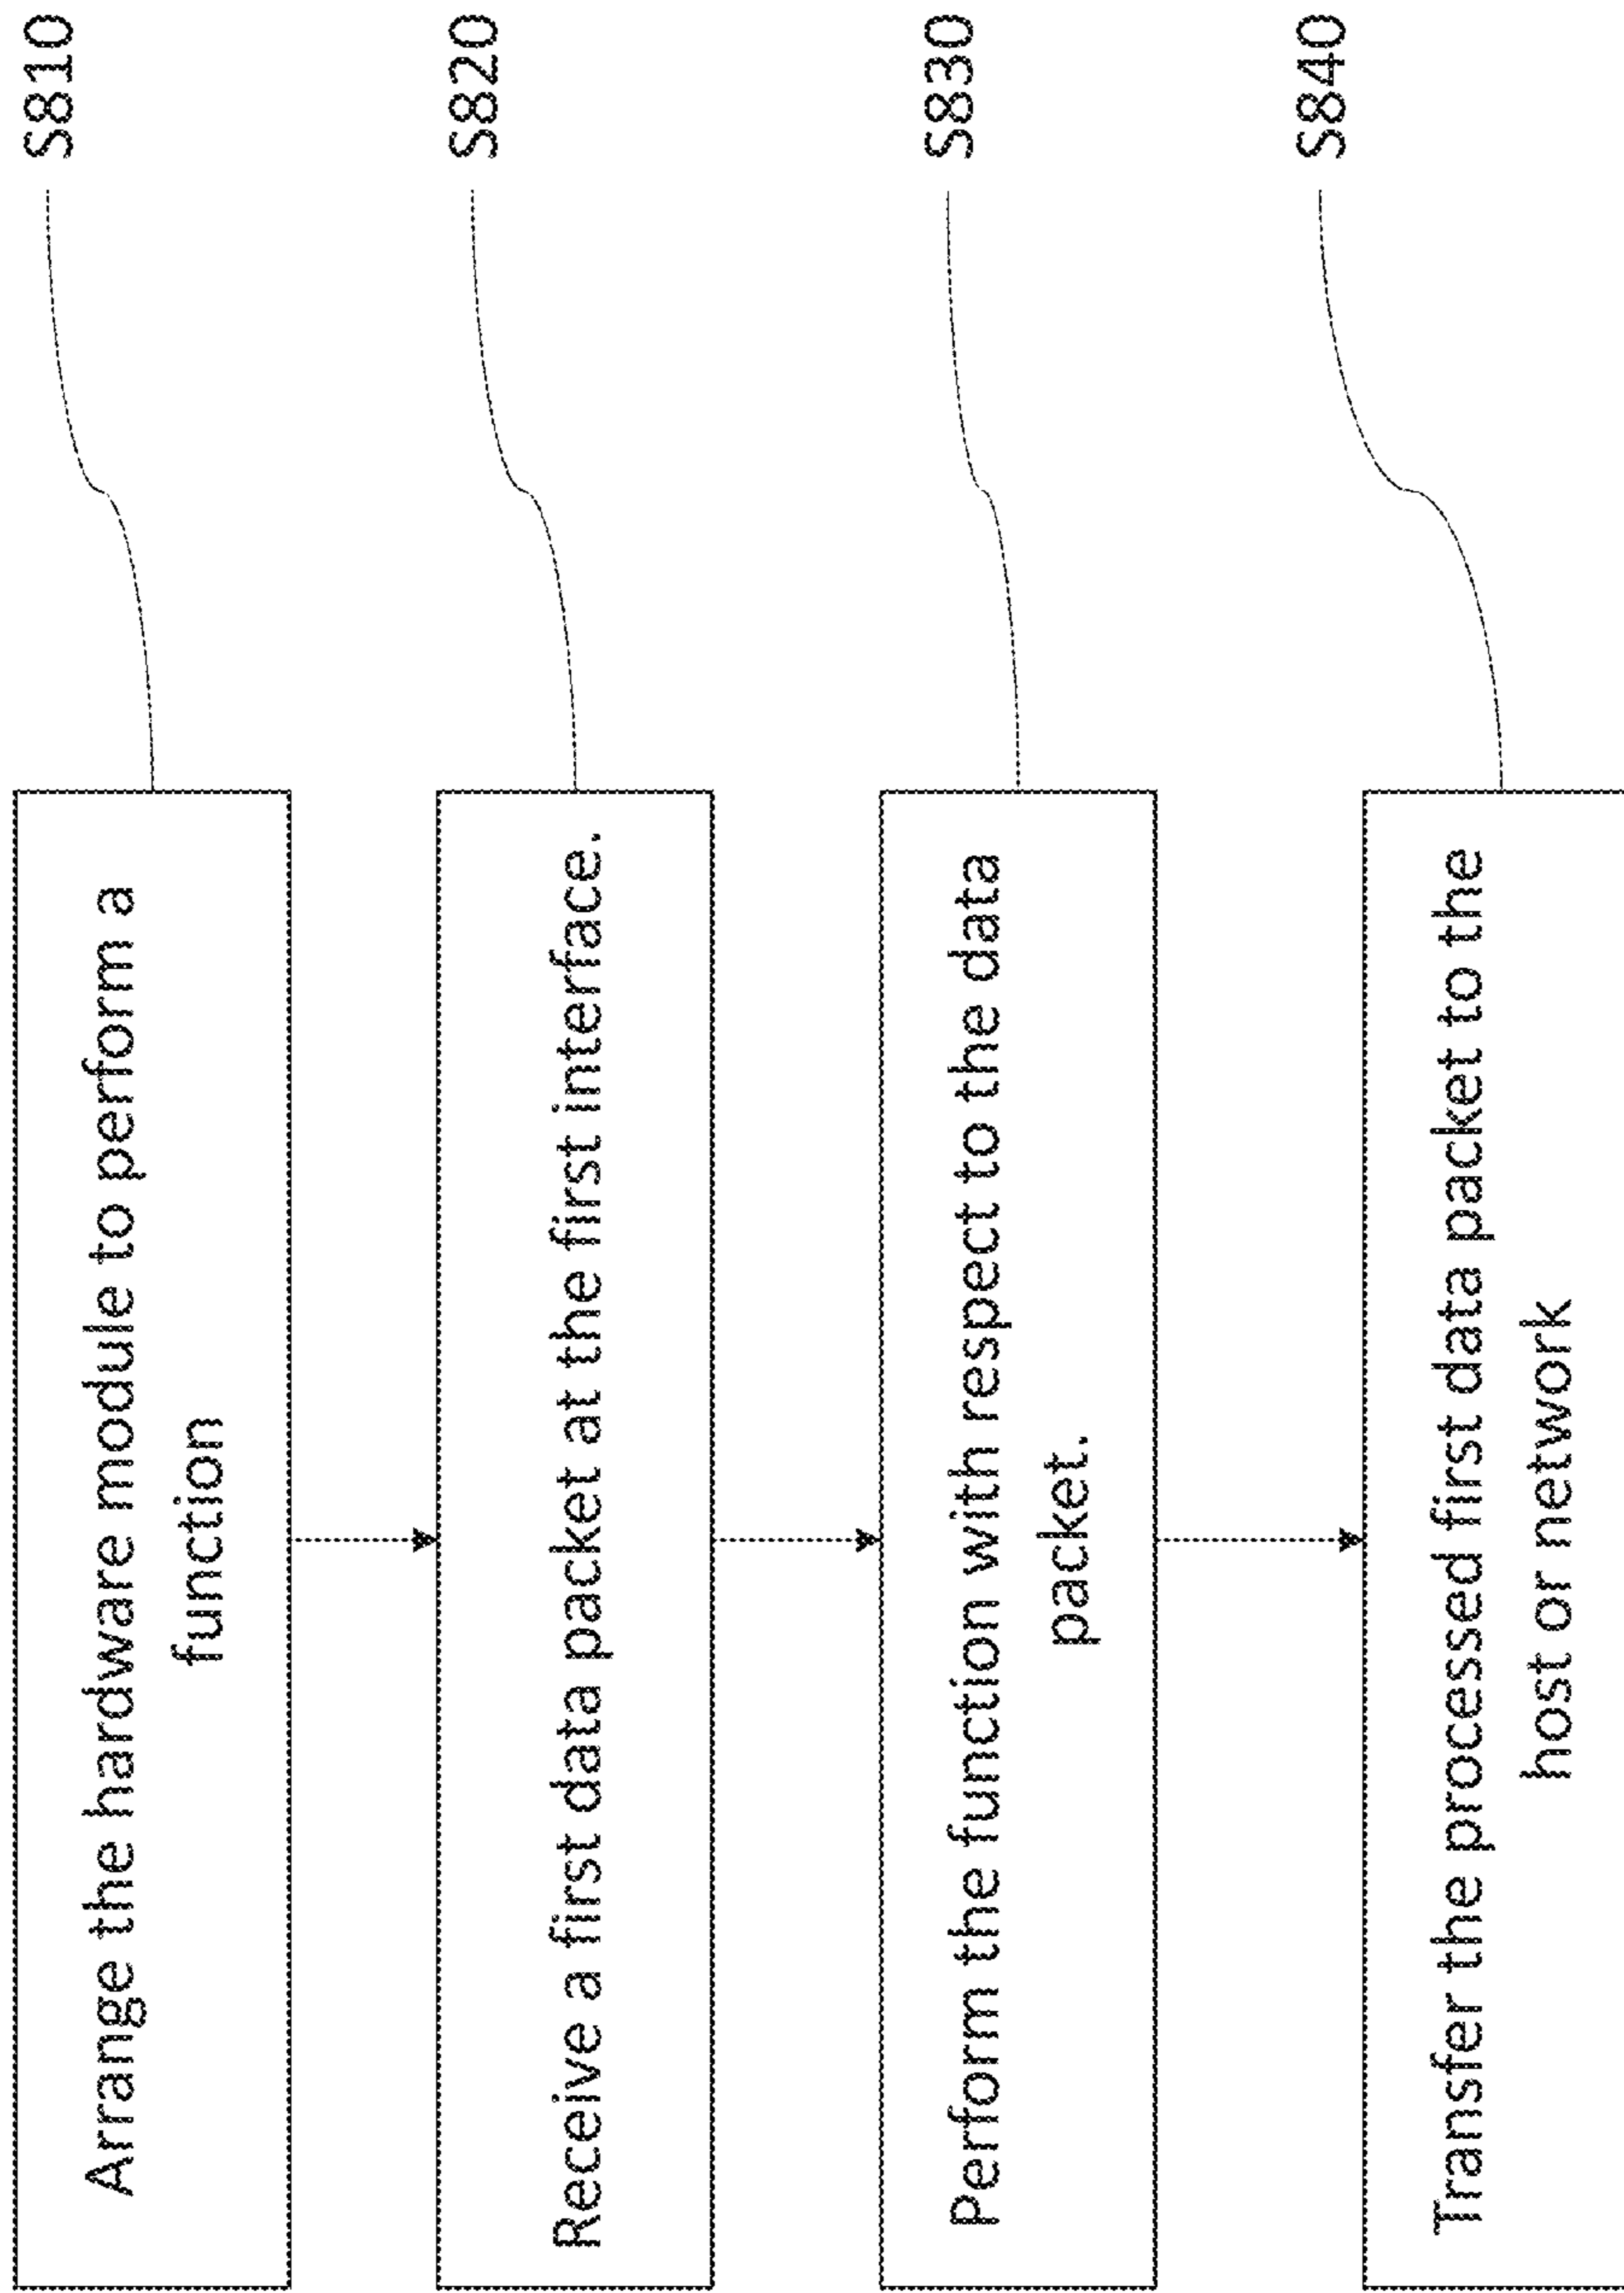 Arrange the hardware module to perform a
function
S810
Receive a first data packet at the first interface.
S820
Perform the function with respect to the data
packet.
S830
Transfer the processed first data packet to the
host or network
S840